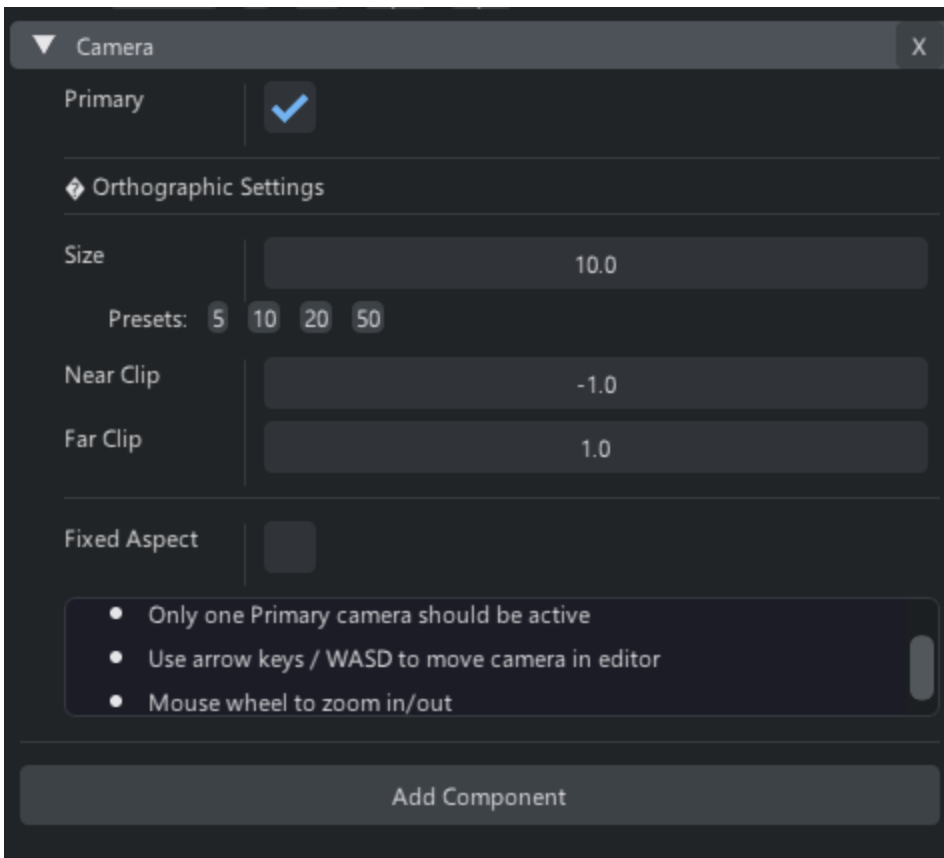 Camera X
Primary
� Orthographic Settings
Size 10.0
Presets: 5 10 20 50
Near Clip -1.0
Far Clip 1.0
Fixed Aspect
• Only one Primary camera should be active
• Use arrow keys / WASD to move camera in editor
• Mouse wheel to zoom in/out
Add Component